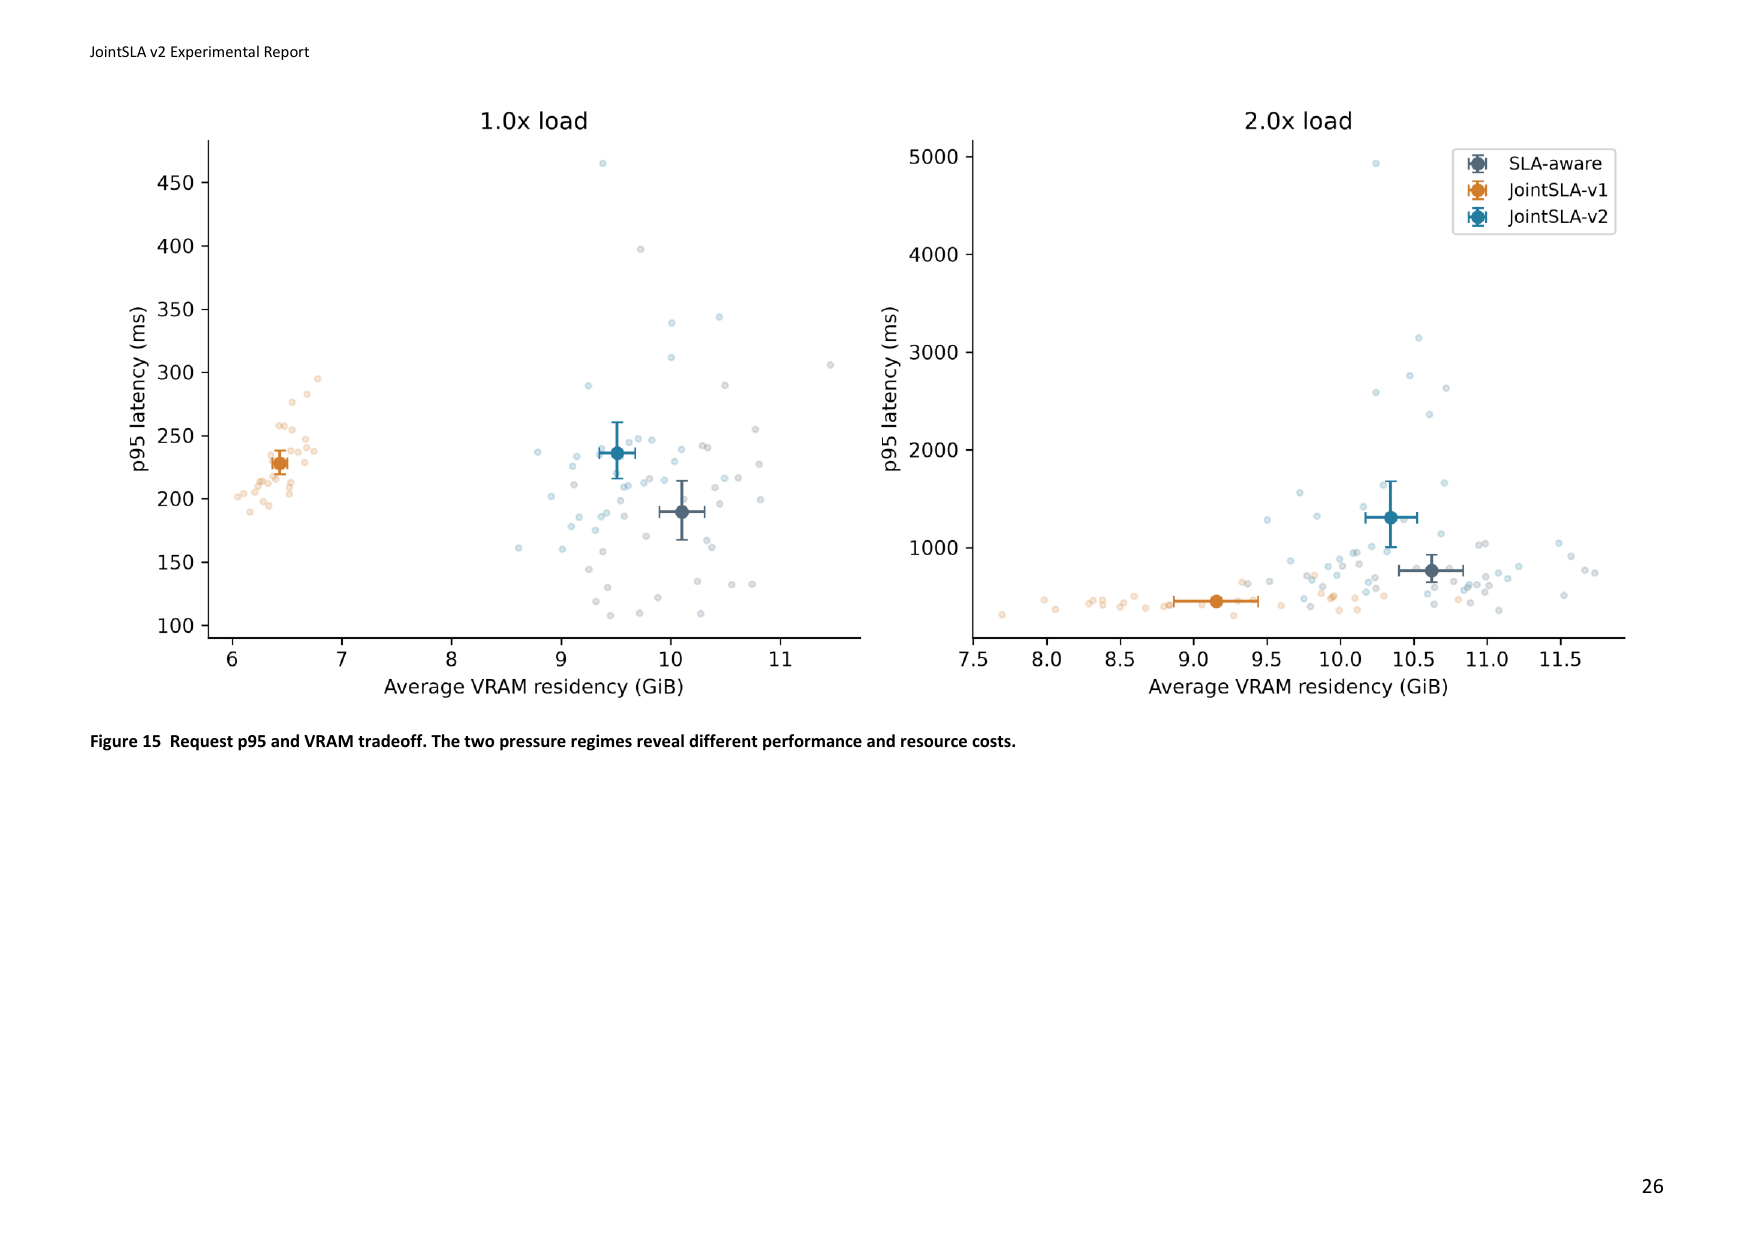 JointSLA v2 Experimental Report
1.0x load
450
400
350
300
250
200
150
100
p95 latency (ms)
6 7 8 9 10 11
Average VRAM residency (GiB)
2.0x load
5000
4000
3000
2000
1000
p95 latency (ms)
7.5 8.0 8.5 9.0 9.5 10.0 10.5 11.0 11.5
Average VRAM residency (GiB)
SLA-aware
JointSLA-v1
JointSLA-v2
Figure 15 Request p95 and VRAM tradeoff. The two pressure regimes reveal different performance and resource costs.
26